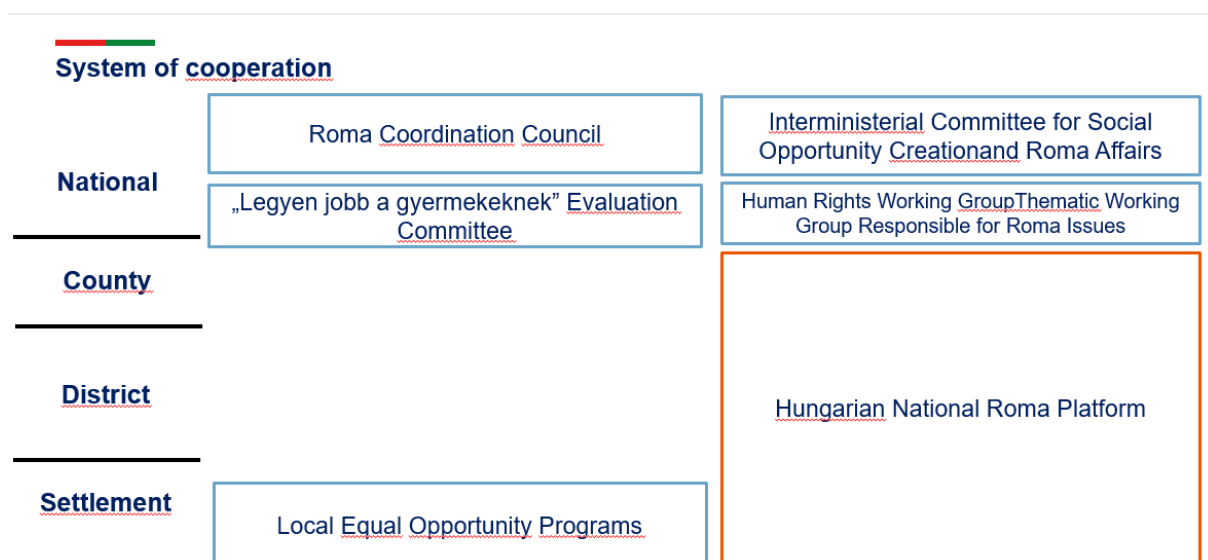 System of cooperation
National
Roma Coordination Council
Interministerial Committee for Social
Opportunity Creationand Roma Affairs
„Legyen jobb a gyermekeknek” Evaluation
Committee
Human Rights Working GroupThematic Working
Group Responsible for Roma Issues
County
District
Hungarian National Roma Platform
Settlement
Local Equal Opportunity Programs